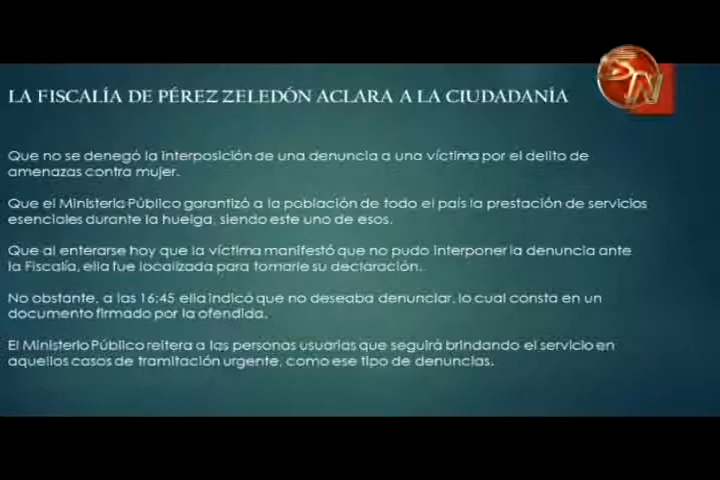 LA FISCALÍA DE PÉREZ ZELEDÓN ACLARA A LA CIUDADANÍA
Que no se denegó la interposición de una denuncia a una víctima por el delito de
amenazas contra mujer.
Que el Ministerio Público garantizó a la población de todo el país la prestación de servicios
esenciales durante la huelga, siendo este uno de esos.
Que al enterarse hoy que la víctima manifestó que no pudo interponer la denuncia ante
la Fiscalía, ella fue localizada para tomarle su declaración.
No obstante, a las 16:45 ella indicó que no deseaba denunciar, lo cual consta en un
documento firmado por la ofendida.
El Ministerio Público reitera a las personas usuarias que seguirá brindando el servicio en
aquellos casos de tramitación urgente, como ese tipo de denuncias.